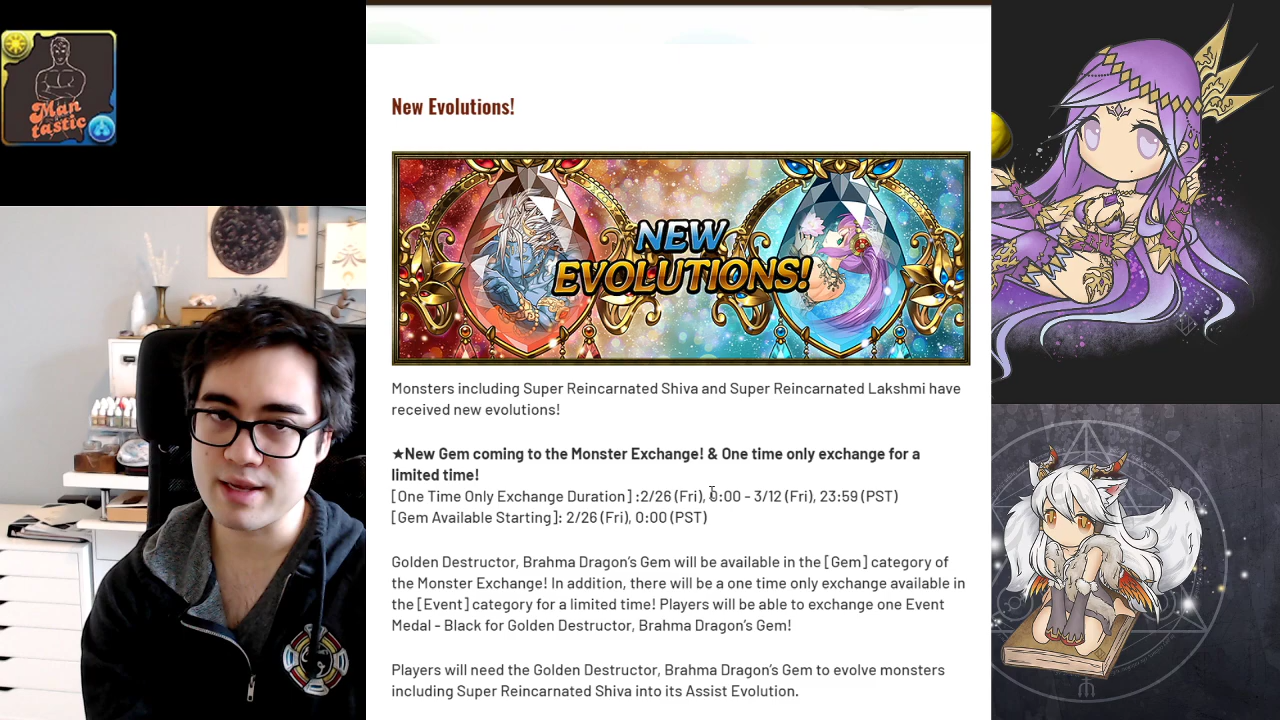 Man
tastic
New Evolutions!
NEW
EVOLUTIONS!
Monsters including Super Reincarnated Shiva and Super Reincarnated Lakshmi have
received new evolutions!
★New Gem coming to the Monster Exchange! & One time only exchange for a
limited time!
[One Time Only Exchange Duration] :2/26 (Fri), 0:00 – 3/12 (Fri), 23:59 (PST)
[Gem Available Starting]: 2/26 (Fri), 0:00 (PST)
Golden Destructor, Brahma Dragon’s Gem will be available in the [Gem] category of
the Monster Exchange! In addition, there will be a one time only exchange available in
the [Event] category for a limited time! Players will be able to exchange one Event
Medal - Black for Golden Destructor, Brahma Dragon’s Gem!
Players will need the Golden Destructor, Brahma Dragon’s Gem to evolve monsters
including Super Reincarnated Shiva into its Assist Evolution.